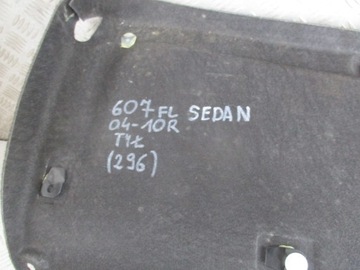 607 FL SEDAN
04-10R
TYŁ
(296)